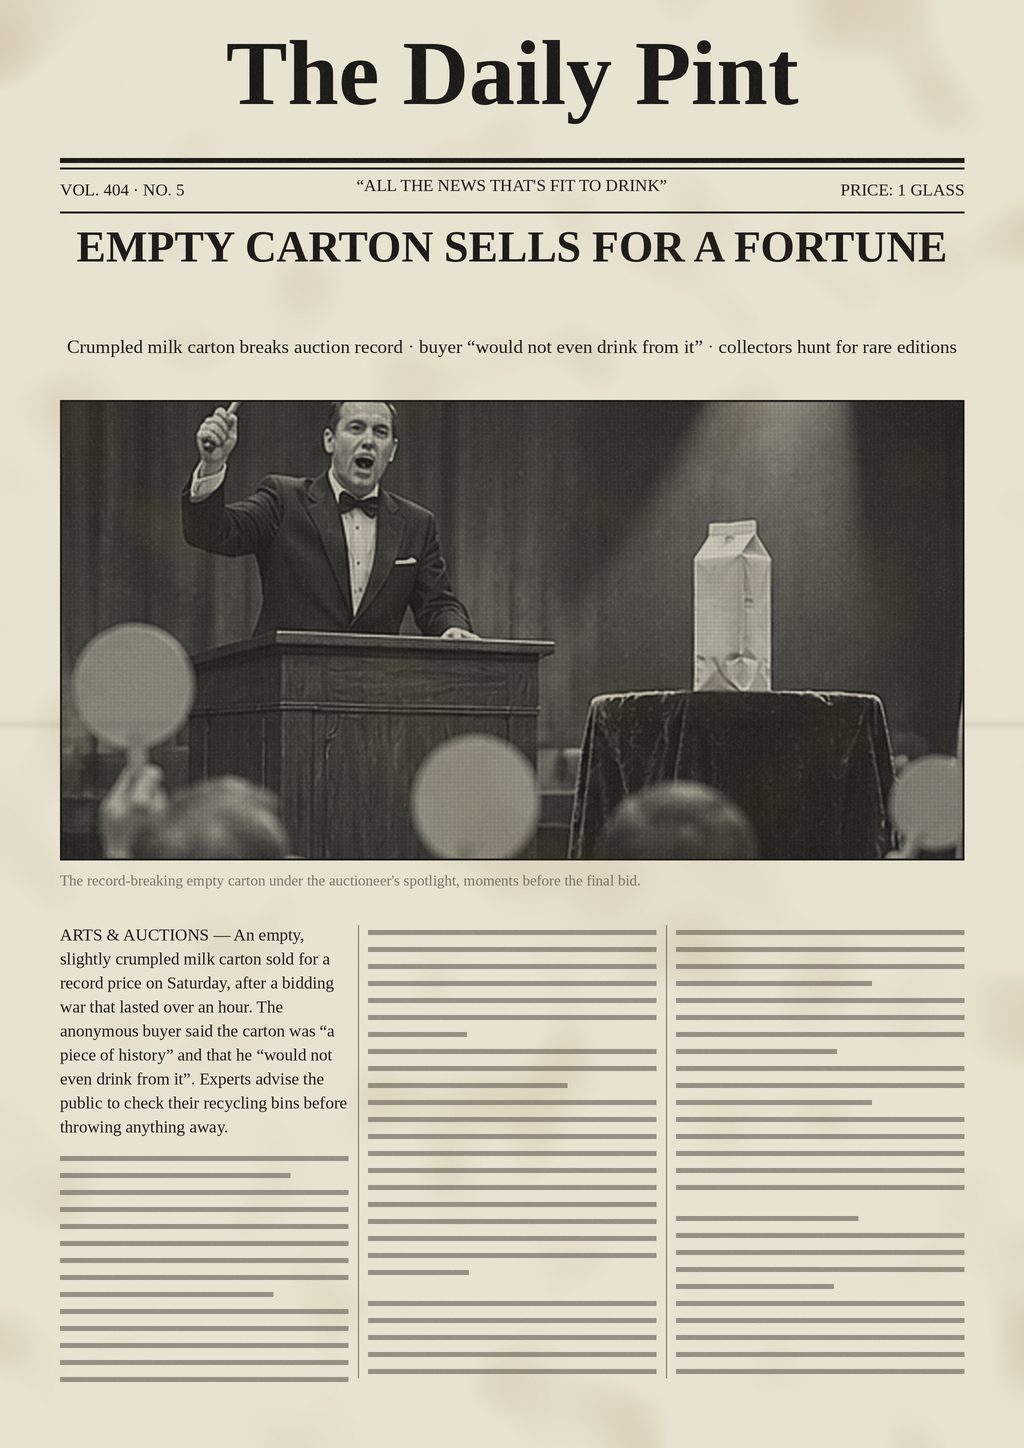 The Daily Pint
VOL. 404 · NO. 5
“ALL THE NEWS THAT'S FIT TO DRINK”
PRICE: 1 GLASS
EMPTY CARTON SELLS FOR A FORTUNE
Crumpled milk carton breaks auction record · buyer “would not even drink from it” · collectors hunt for rare editions
The record-breaking empty carton under the auctioneer's spotlight, moments before the final bid.
ARTS & AUCTIONS — An empty,
slightly crumpled milk carton sold for a
record price on Saturday, after a bidding
war that lasted over an hour. The
anonymous buyer said the carton was “a
piece of history” and that he “would not
even drink from it”. Experts advise the
public to check their recycling bins before
throwing anything away.